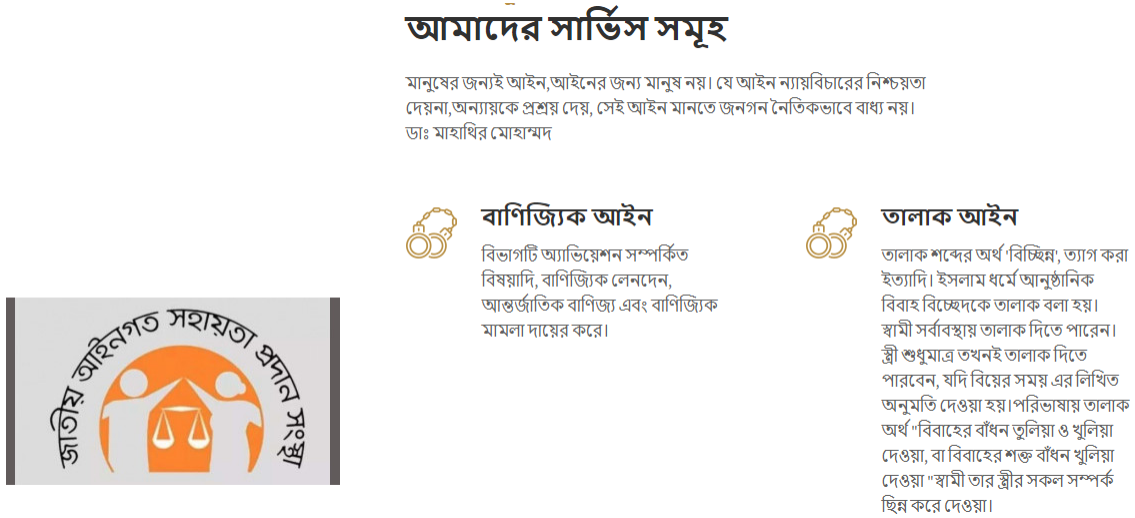 আমাদের সার্ভিস সমূহ
মানুষের জন্যই আইন,আইনের জন্য মানুষ নয়। যে আইন ন্যায়বিচারের নিশ্চয়তা
দেয়না,অন্যায়কে প্রশ্রয় দেয়, সেই আইন মানতে জনগন নৈতিকভাবে বাধ্য নয়।
ডাঃ মাহাথির মোহাম্মদ
বাণিজ্যিক আইন
বিভাগটি অ্যাভিয়েশন সম্পর্কিত
বিষয়াদি, বাণিজ্যিক লেনদেন,
আন্তর্জাতিক বাণিজ্য এবং বাণিজ্যিক
মামলা দায়ের করে।
তালাক আইন
তালাক শব্দের অর্থ 'বিচ্ছিন্ন', ত্যাগ করা
ইত্যাদি। ইসলাম ধর্মে আনুষ্ঠানিক
বিবাহ বিচ্ছেদকে তালাক বলা হয়।
স্বামী সর্বাবস্থায় তালাক দিতে পারেন।
স্ত্রী শুধুমাত্র তখনই তালাক দিতে
পারবেন, যদি বিয়ের সময় এর লিখিত
অনুমতি দেওয়া হয়।পরিভাষায় তালাক
অর্থ "বিবাহের বাঁধন তুলিয়া ও খুলিয়া
দেওয়া, বা বিবাহের শক্ত বাঁধন খুলিয়া
দেওয়া "স্বামী তার স্ত্রীর সকল সম্পর্ক
ছিন্ন করে দেওয়া।
জাতীয় আইনগত সহায়তা প্রদান সংস্থা